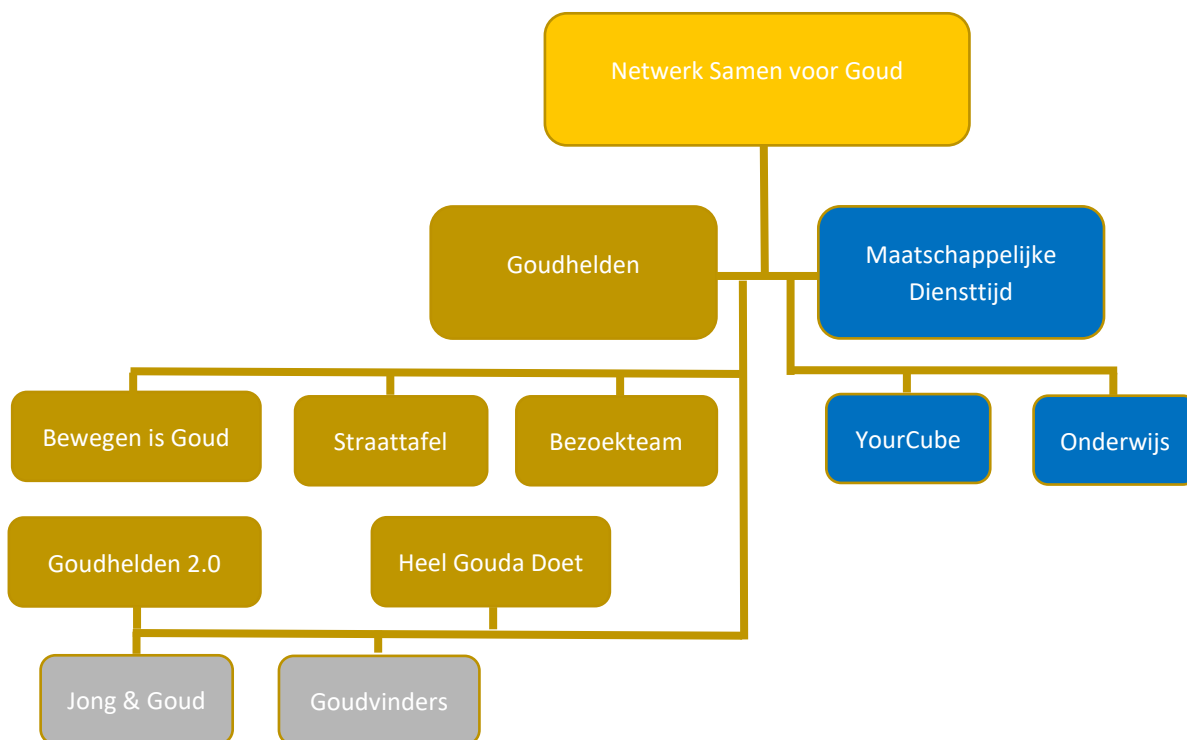 Netwerk Samen voor Goud
Goudhelden
Maatschappelijke
Diensttijd
Bewegen is Goud
Straattafel
Bezoekteam
YourCube
Onderwijs
Goudhelden 2.0
Heel Gouda Doet
Jong & Goud
Goudvinders